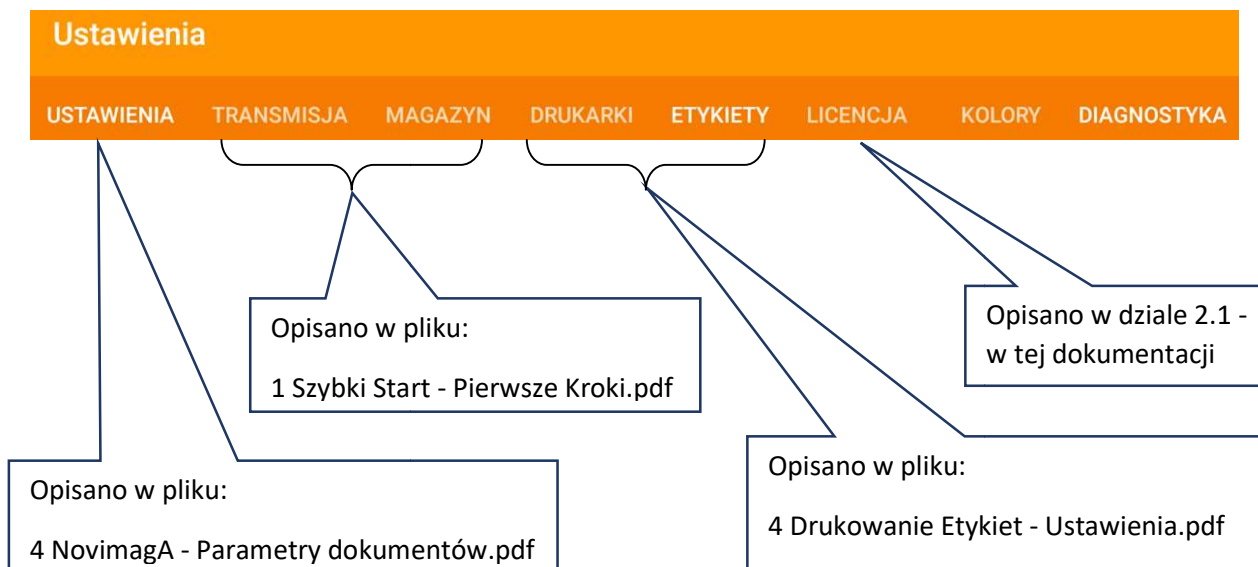 Ustawienia
USTAWIENIA TRANSMISJA MAGAZYN DRUKARKI ETYKIETY LICENCJA KOLORY DIAGNOSTYKA
Opisano w pliku:
1 Szybki Start - Pierwsze Kroki.pdf
Opisano w dziale 2.1 -
w tej dokumentacji
Opisano w pliku:
4 NovimagA - Parametry dokumentów.pdf
Opisano w pliku:
4 Drukowanie Etykiet - Ustawienia.pdf